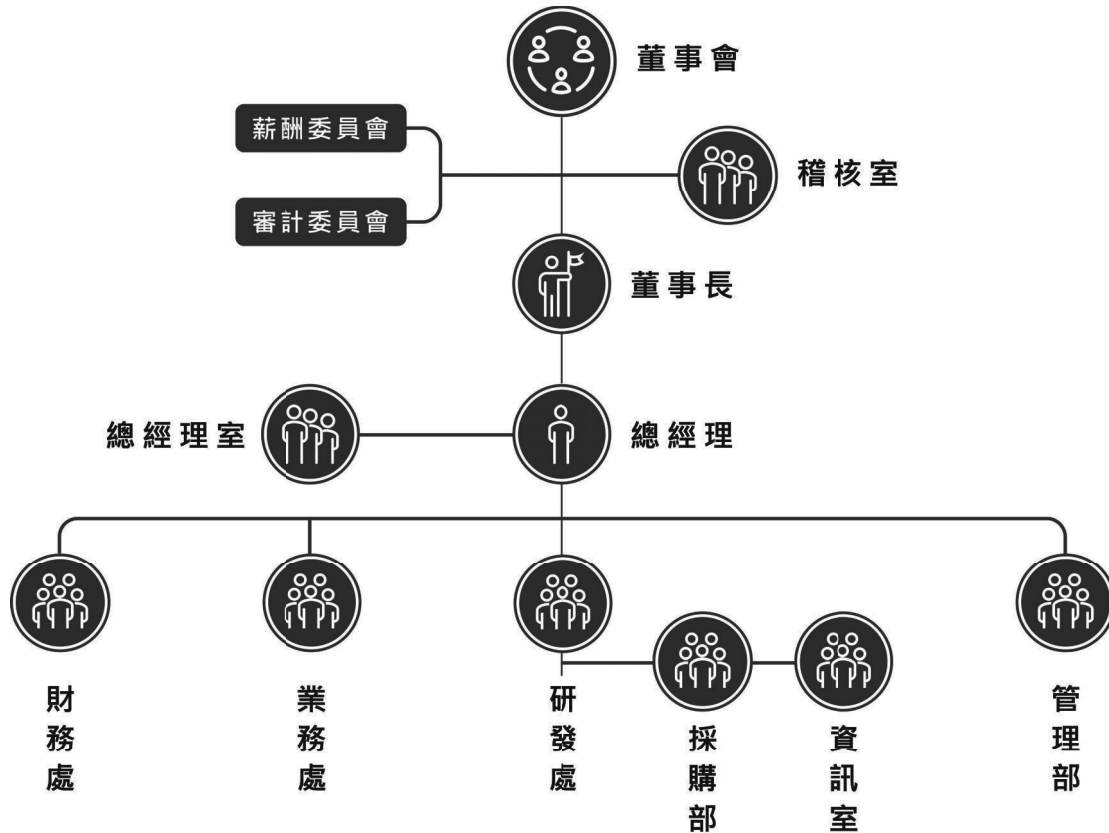 董事會
薪酬委員會
稽核室
審計委員會
董事長
總經理室
總經理
財務處
業務處
研發處
採購部
資訊室
管理部